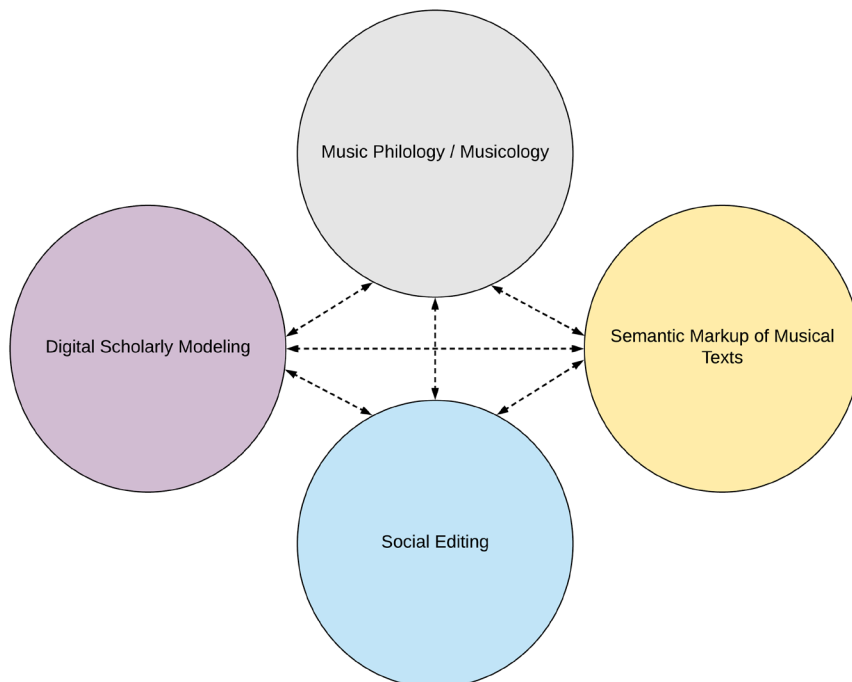 Music Philology / Musicology
Digital Scholarly Modeling
Semantic Markup of Musical
Texts
Social Editing